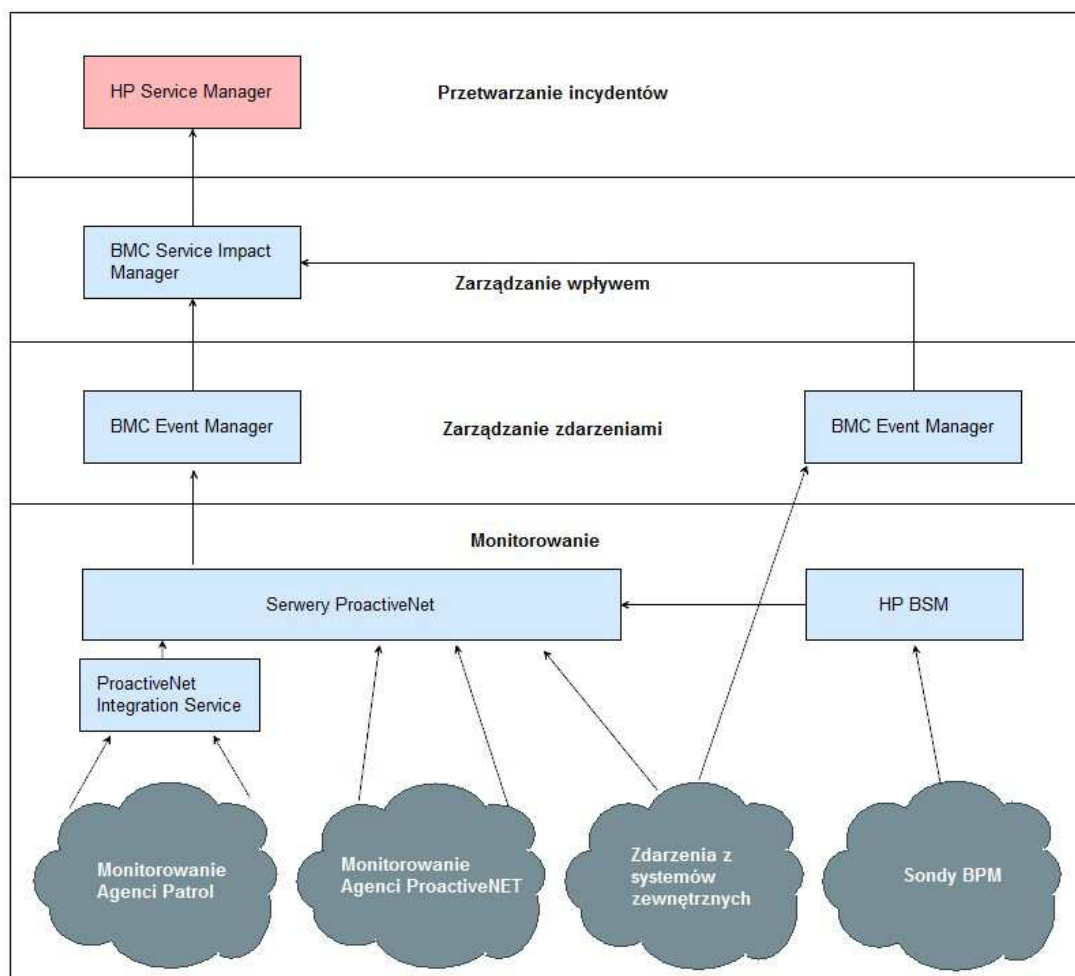 HP Service Manager
Przetwarzanie incydentów
BMC Service Impact
Manager
Zarządzanie wpływem
BMC Event Manager
Zarządzanie zdarzeniami
BMC Event Manager
Monitorowanie
Serwery ProactiveNet
HP BSM
ProactiveNet
Integration Service
Monitorowanie
Agenci Patrol
Monitorowanie
Agenci ProactiveNET
Zdarzenia z
systemów
zewnętrznych
Sondy BPM